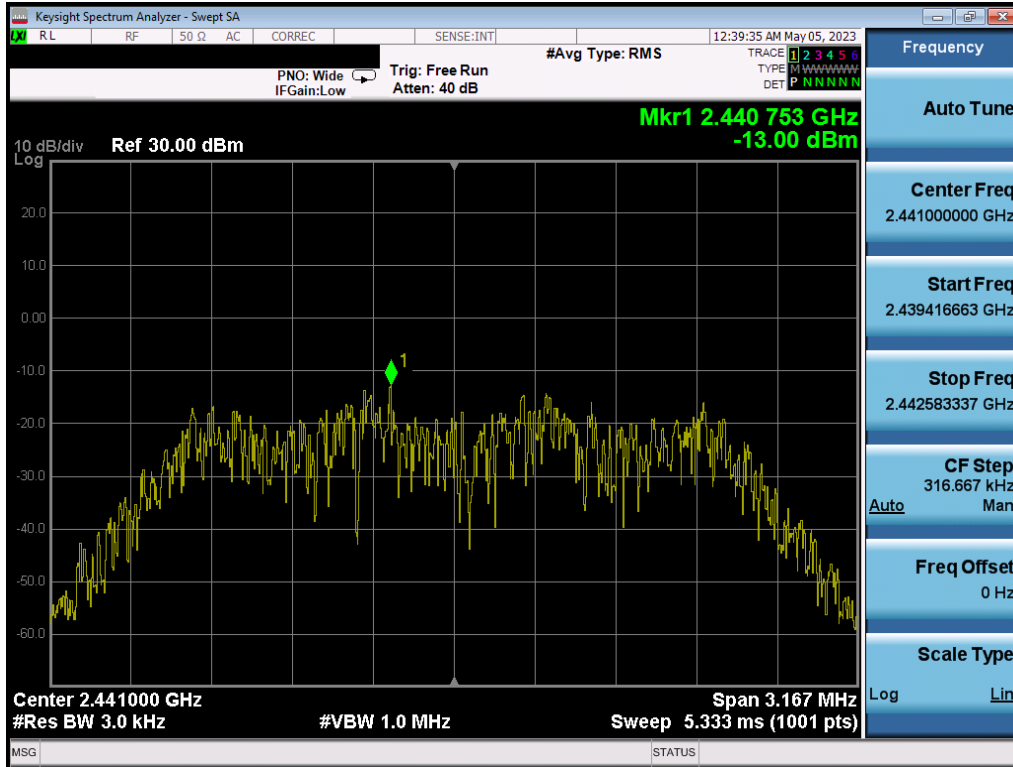 Keysight Spectrum Analyzer - Swept SA
LXI RL RF 50 Ω AC CORREC SENSE:INT 12:39:35 AM May 05, 2023
#Avg Type: RMS TRACE 1 2 3 4 5 6
PNO: Wide Trig: Free Run TYPE M WWWWW
IFGain:Low Atten: 40 dB DET P N N N N N
Mkr1 2.440 753 GHz
-13.00 dBm
10 dB/div Ref 30.00 dBm
Log
20.0
10.0
0.00
-10.0
1
-20.0
-30.0
-40.0
-50.0
-60.0
Center 2.441000 GHz Span 3.167 MHz
#Res BW 3.0 kHz #VBW 1.0 MHz Sweep 5.333 ms (1001 pts)
MSG STATUS
Frequency
Auto Tune
Center Freq
2.441000000 GHz
Start Freq
2.439416663 GHz
Stop Freq
2.442583337 GHz
CF Step
316.667 kHz
Auto Man
Freq Offset
0 Hz
Scale Type
Log Lin